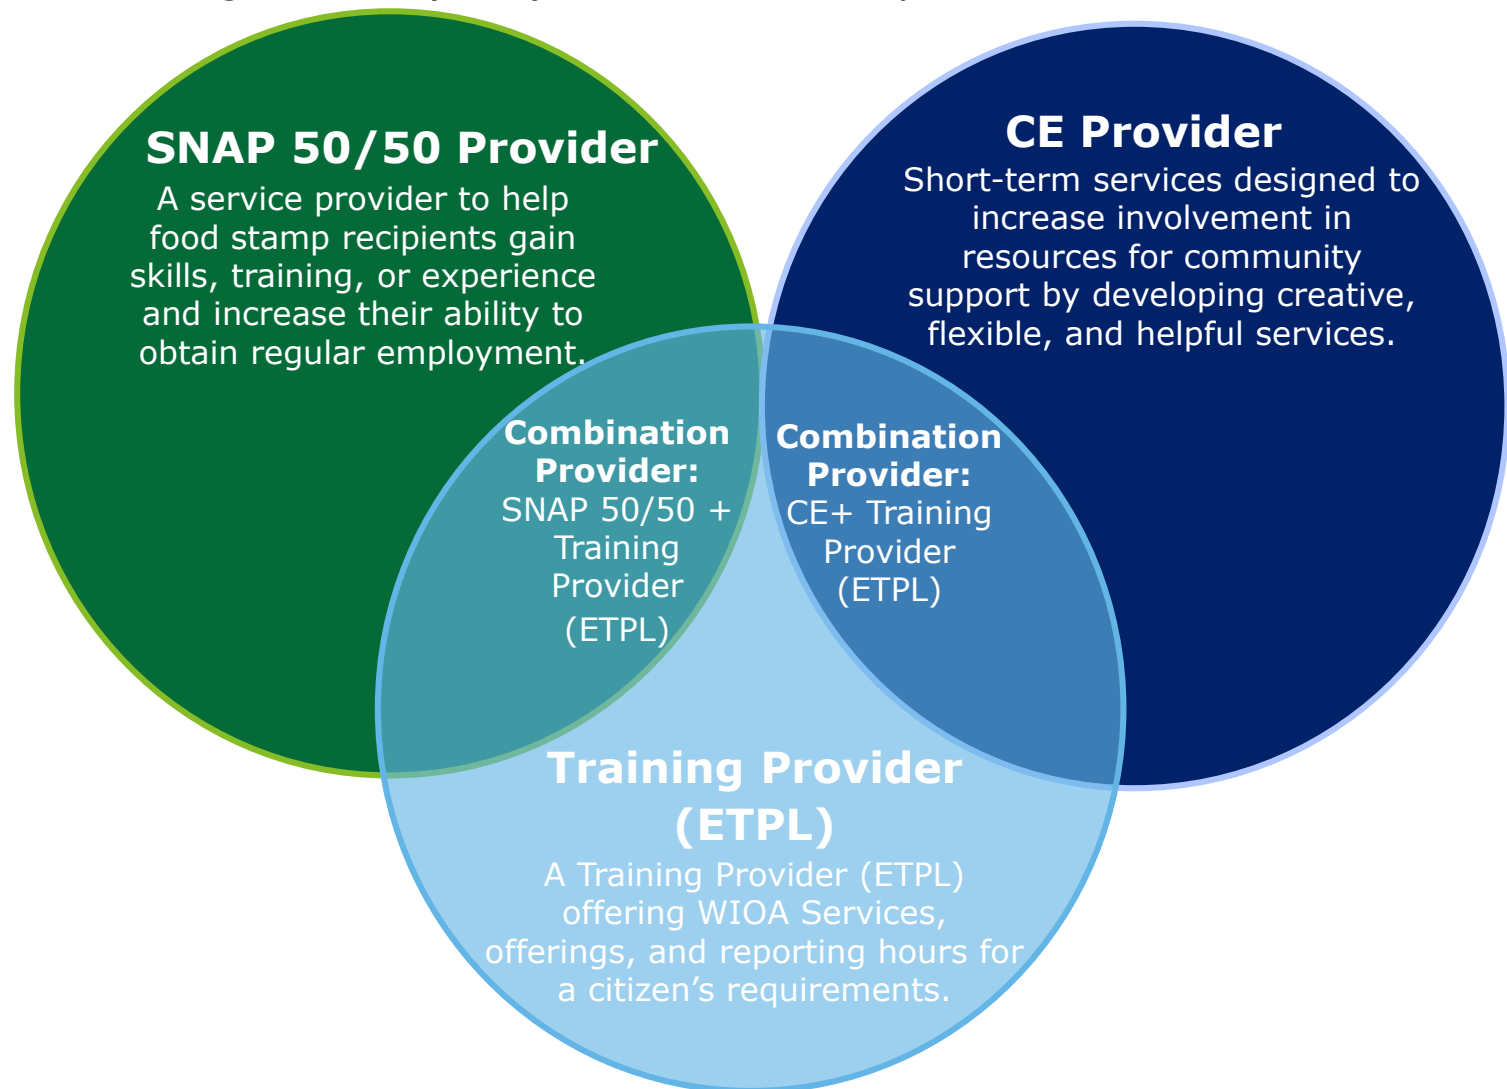 SNAP 50/50 Provider
A service provider to help
food stamp recipients gain
skills, training, or experience
and increase their ability to
obtain regular employment.
CE Provider
Short-term services designed to
increase involvement in
resources for community
support by developing creative,
flexible, and helpful services.
Combination
Provider:
SNAP 50/50 +
Training
Provider
(ETPL)
Combination
Provider:
CE+ Training
Provider
(ETPL)
Training Provider
(ETPL)
A Training Provider (ETPL)
offering WIOA Services,
offerings, and reporting hours for
a citizen’s requirements.